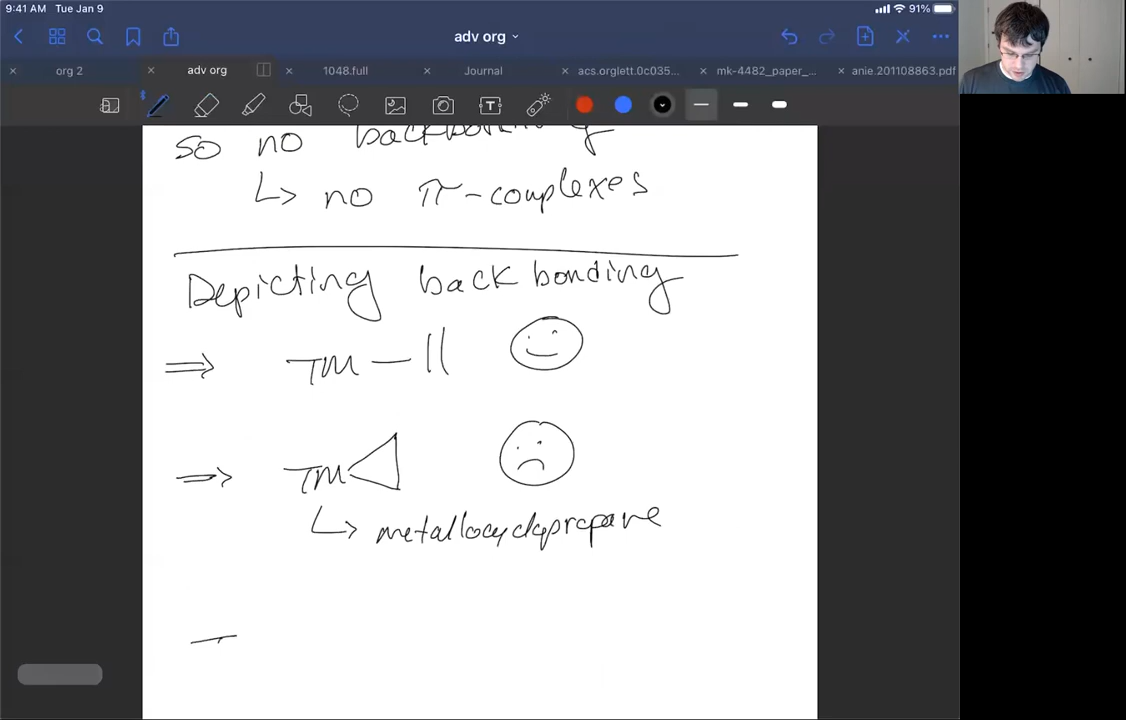 9:41 AM Tue Jan 9
91%
adv org
org 2
adv org
1048.full
Journal
acs.orglett.0c035...
mk-4482_paper_...
anie.201108863.pdf
T
so no backbonding
↳ no π-complexes
Depicting back bonding
⇒ TM — ||
⇒ TM
↳ metallocyclopropane